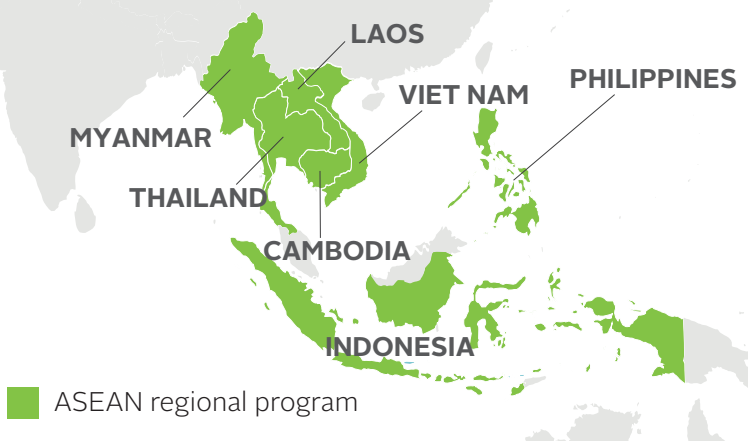 LAOS
PHILIPPINES
VIET NAM
MYANMAR
THAILAND
CAMBODIA
INDONESIA
ASEAN regional program